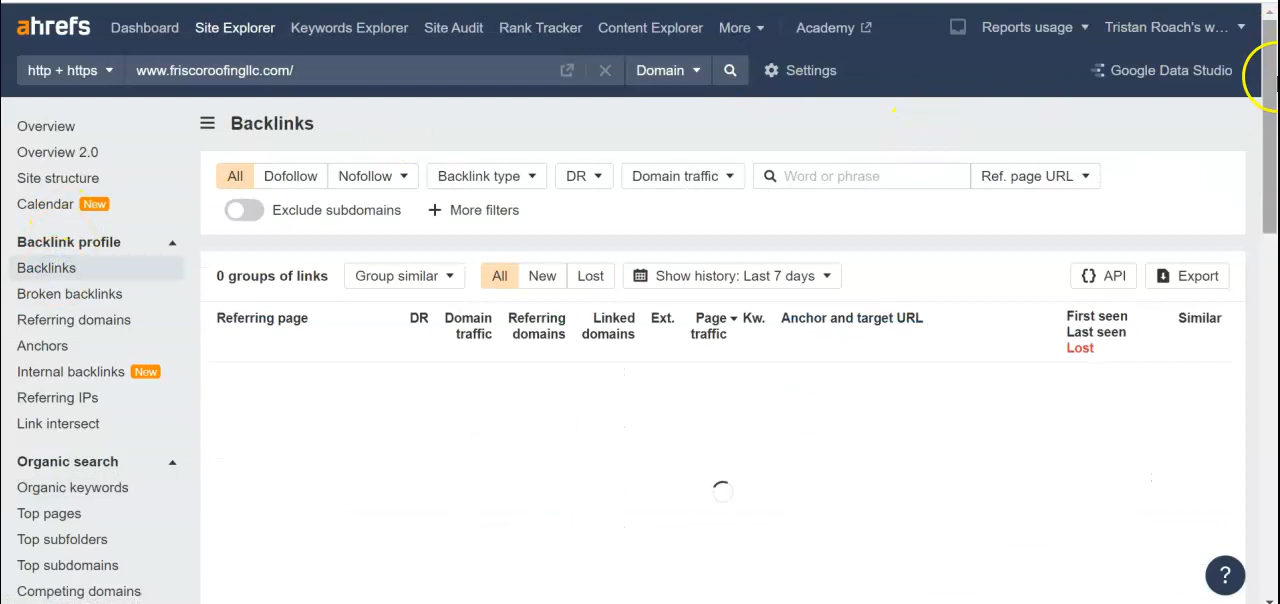 ahrefs Dashboard Site Explorer Keywords Explorer Site Audit Rank Tracker Content Explorer More Academy Reports usage Tristan Roach's w...
http + https www.friscoroofingllc.com/ Domain Settings Google Data Studio
Overview
Overview 2.0
Site structure
Calendar New
Backlink profile
Backlinks
Broken backlinks
Referring domains
Anchors
Internal backlinks New
Referring IPs
Link intersect
Organic search
Organic keywords
Top pages
Top subfolders
Top subdomains
Competing domains
Backlinks
All Dofollow Nofollow Backlink type DR Domain traffic Word or phrase Ref. page URL
Exclude subdomains + More filters
0 groups of links Group similar All New Lost Show history: Last 7 days {} API Export
Referring page DR Domain traffic Referring domains Linked domains Ext. Page traffic Kw. Anchor and target URL First seen Last seen Lost Similar
?